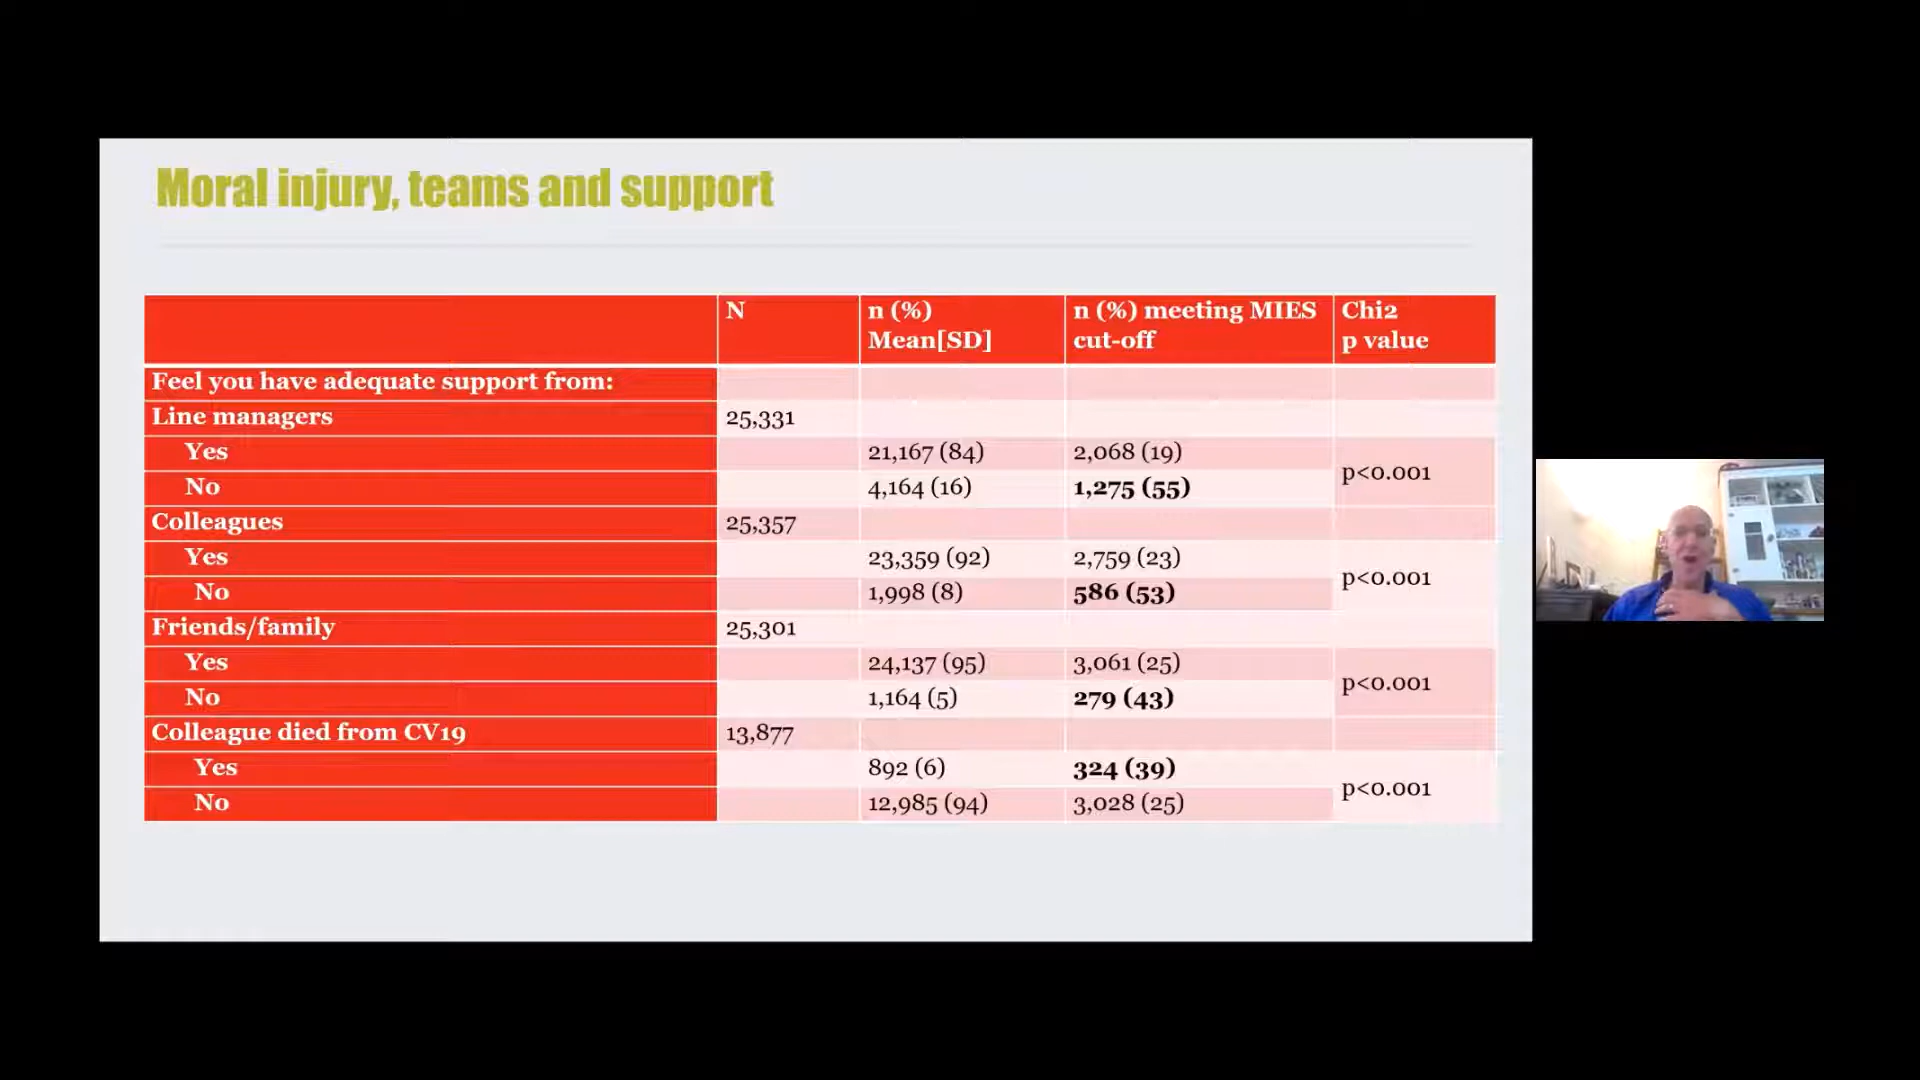 Moral injury, teams and support
N
n (%) Mean[SD]
n (%) meeting MIES cut-off
Chi2 p value
Feel you have adequate support from:
Line managers 25,331
Yes 21,167 (84) 2,068 (19) p<0.001
No 4,164 (16) 1,275 (55)
Colleagues 25,357
Yes 23,359 (92) 2,759 (23) p<0.001
No 1,998 (8) 586 (53)
Friends/family 25,301
Yes 24,137 (95) 3,061 (25) p<0.001
No 1,164 (5) 279 (43)
Colleague died from CV19 13,877
Yes 892 (6) 324 (39) p<0.001
No 12,985 (94) 3,028 (25)